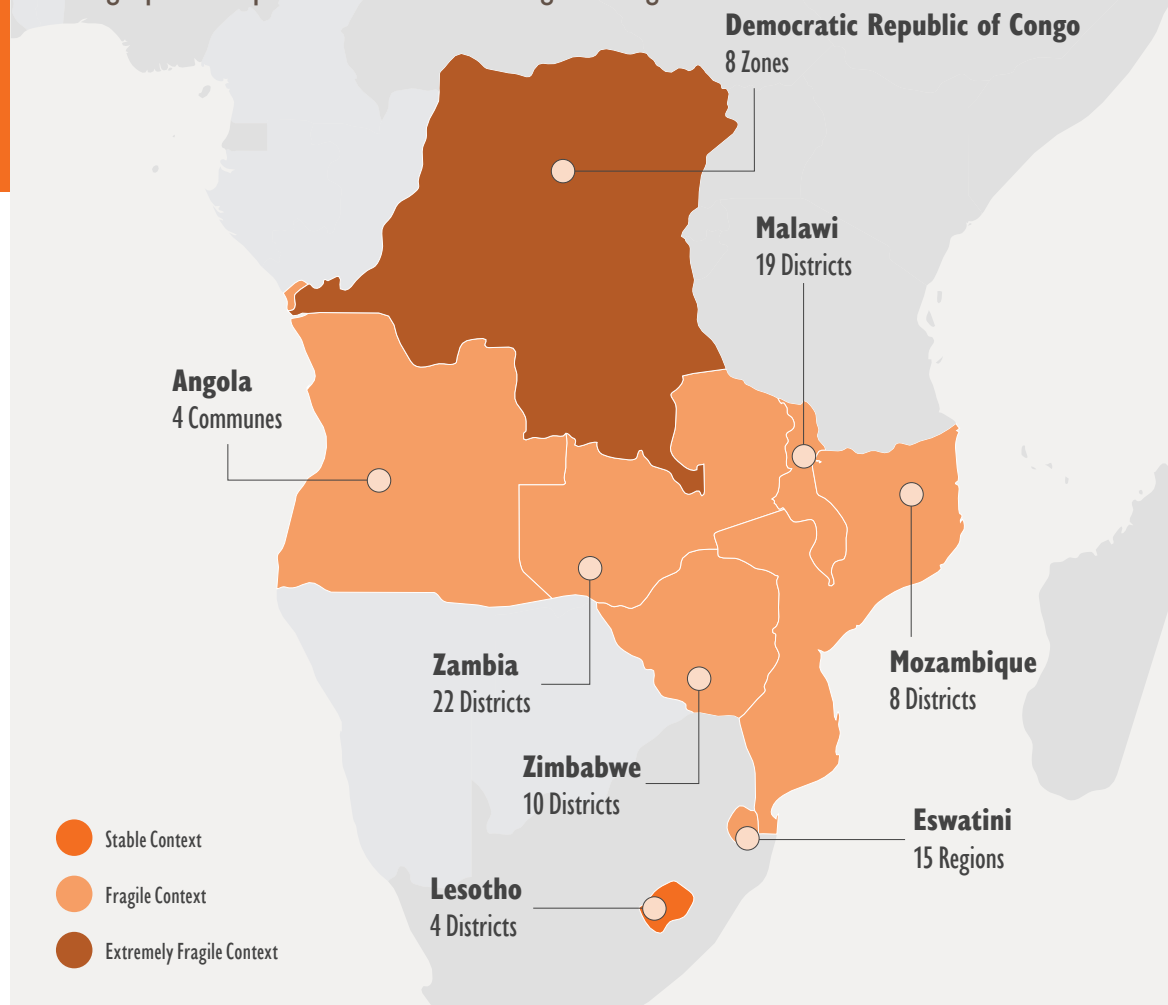 Democratic Republic of Congo
8 Zones
Malawi
19 Districts
Angola
4 Communes
Mozambique
8 Districts
Zambia
22 Districts
Zimbabwe
10 Districts
Eswatini
15 Regions
Lesotho
4 Districts
Stable Context
Fragile Context
Extremely Fragile Context